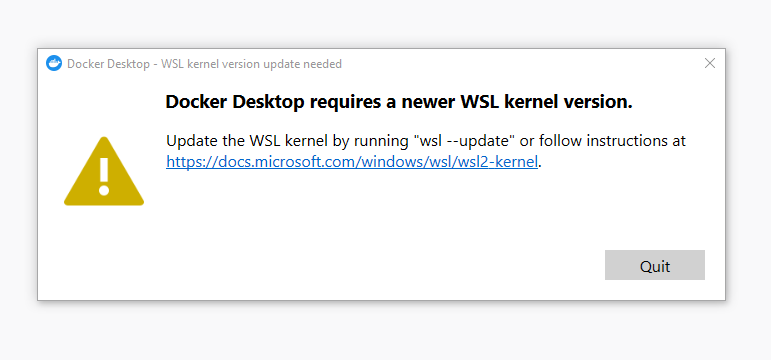 Docker Desktop - WSL kernel version update needed
Docker Desktop requires a newer WSL kernel version.
Update the WSL kernel by running "wsl --update" or follow instructions at
https://docs.microsoft.com/windows/wsl/wsl2-kernel.
Quit